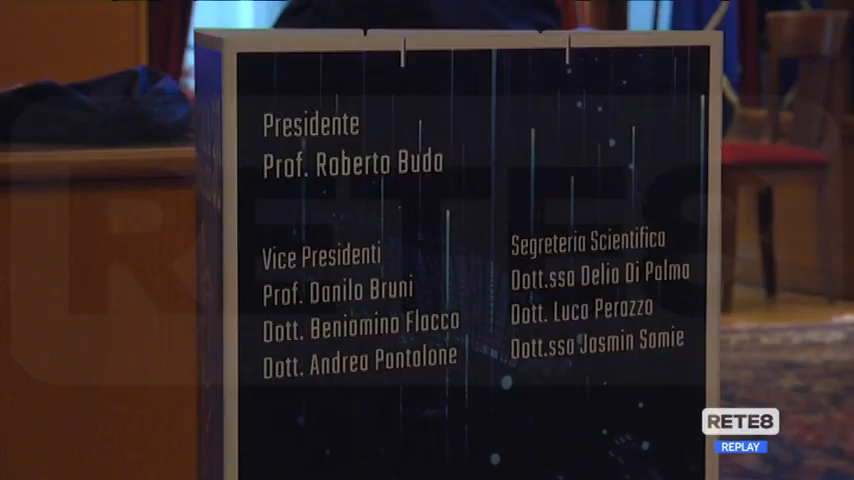 Presidente
Prof. Roberto Buda
Vice Presidenti
Prof. Danilo Bruni
Dott. Beniamino Flacco
Dott. Andrea Pantalone
Segreteria Scientifica
Dott.ssa Delia Di Palma
Dott. Luca Perazzo
Dott.ssa Jasmin Samie
RETE8
RETE8
REPLAY